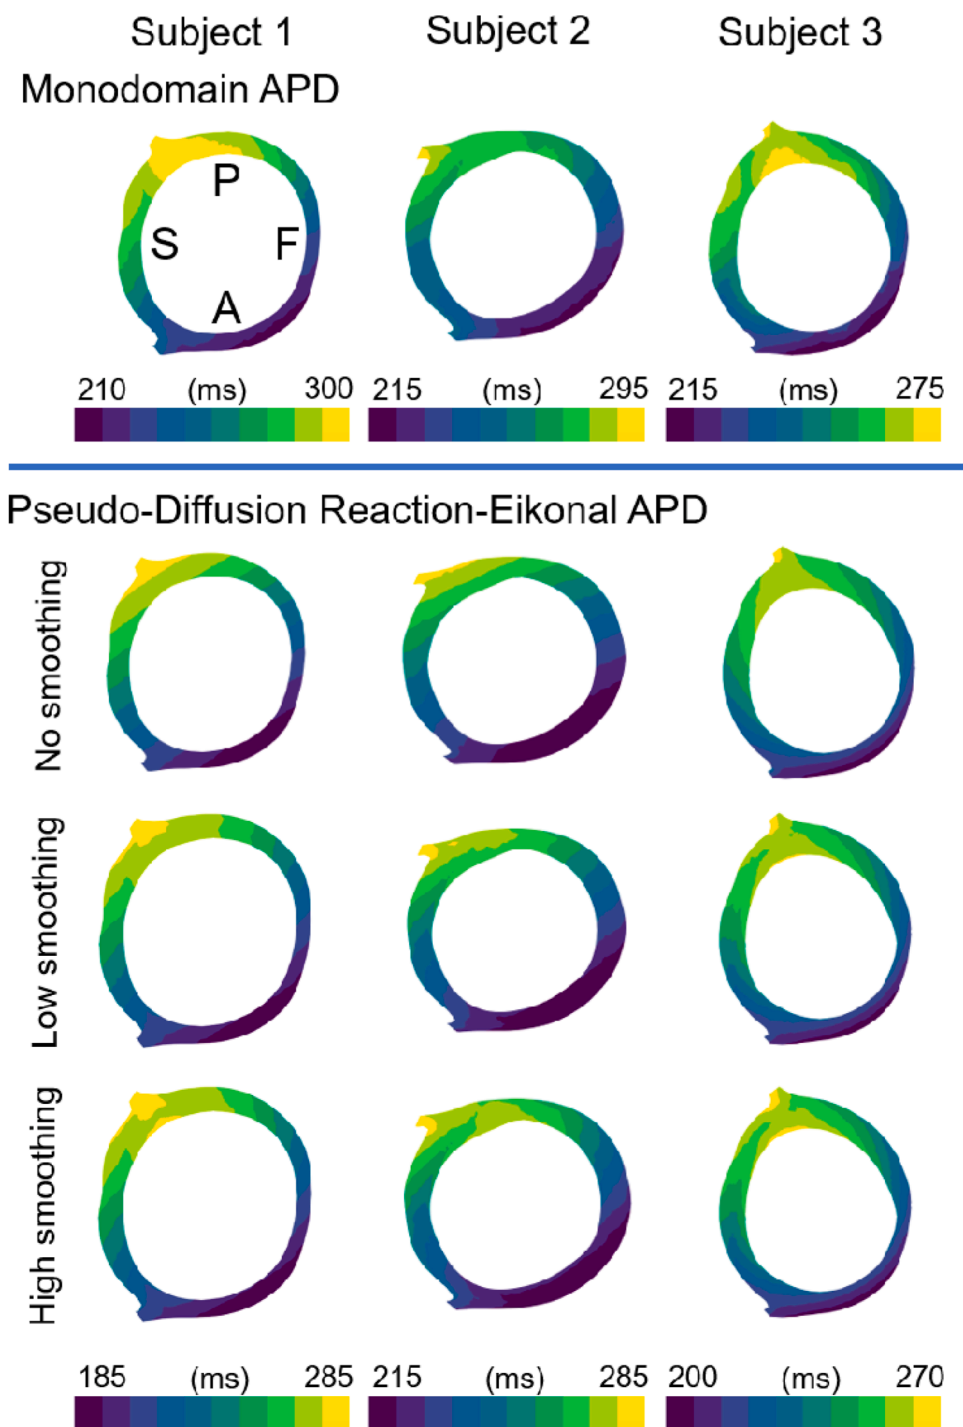 Subject 1 Subject 2 Subject 3
Monodomain APD
P
S F
A
210 (ms) 300 215 (ms) 295 215 (ms) 275
Pseudo-Diffusion Reaction-Eikonal APD
No smoothing
Low smoothing
High smoothing
185 (ms) 285 215 (ms) 285 200 (ms) 270